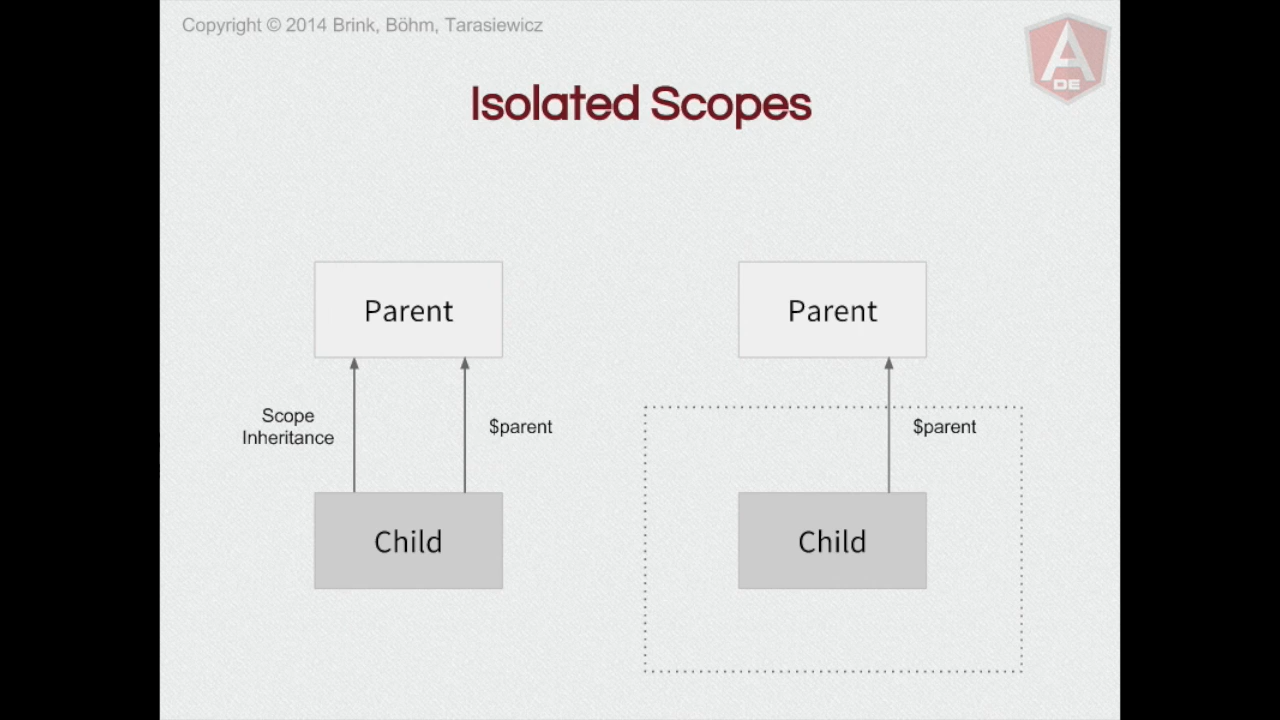 Copyright © 2014 Brink, Böhm, Tarasiewicz
A
DE
Isolated Scopes
Parent
Parent
Scope
Inheritance
$parent
$parent
Child
Child